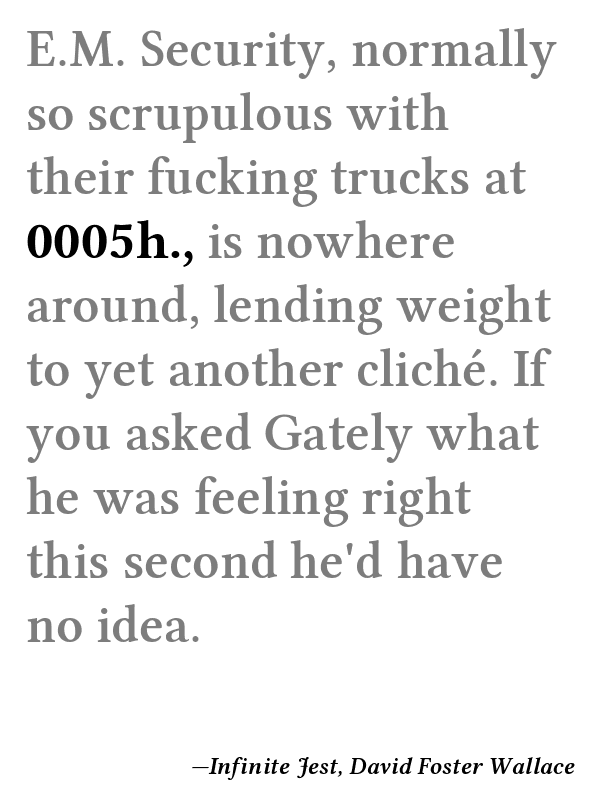 E.M. Security, normally
so scrupulous with
their fucking trucks at
0005h., is nowhere
around, lending weight
to yet another cliché. If
you asked Gately what
he was feeling right
this second he'd have
no idea.
—Infinite Jest, David Foster Wallace